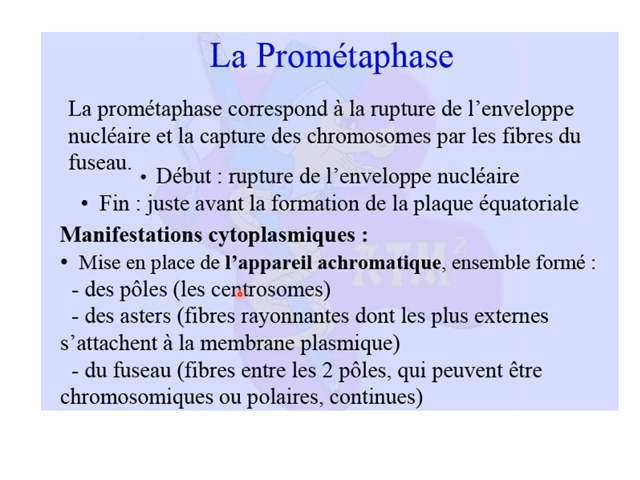 La Prométaphase
La prométaphase correspond à la rupture de l’enveloppe
nucléaire et la capture des chromosomes par les fibres du
fuseau.
• Début : rupture de l’enveloppe nucléaire
• Fin : juste avant la formation de la plaque équatoriale
Manifestations cytoplasmiques :
• Mise en place de l’appareil achromatique, ensemble formé :
- des pôles (les centrosomes)
- des asters (fibres rayonnantes dont les plus externes
s’attachent à la membrane plasmique)
- du fuseau (fibres entre les 2 pôles, qui peuvent être
chromosomiques ou polaires, continues)
ATM²